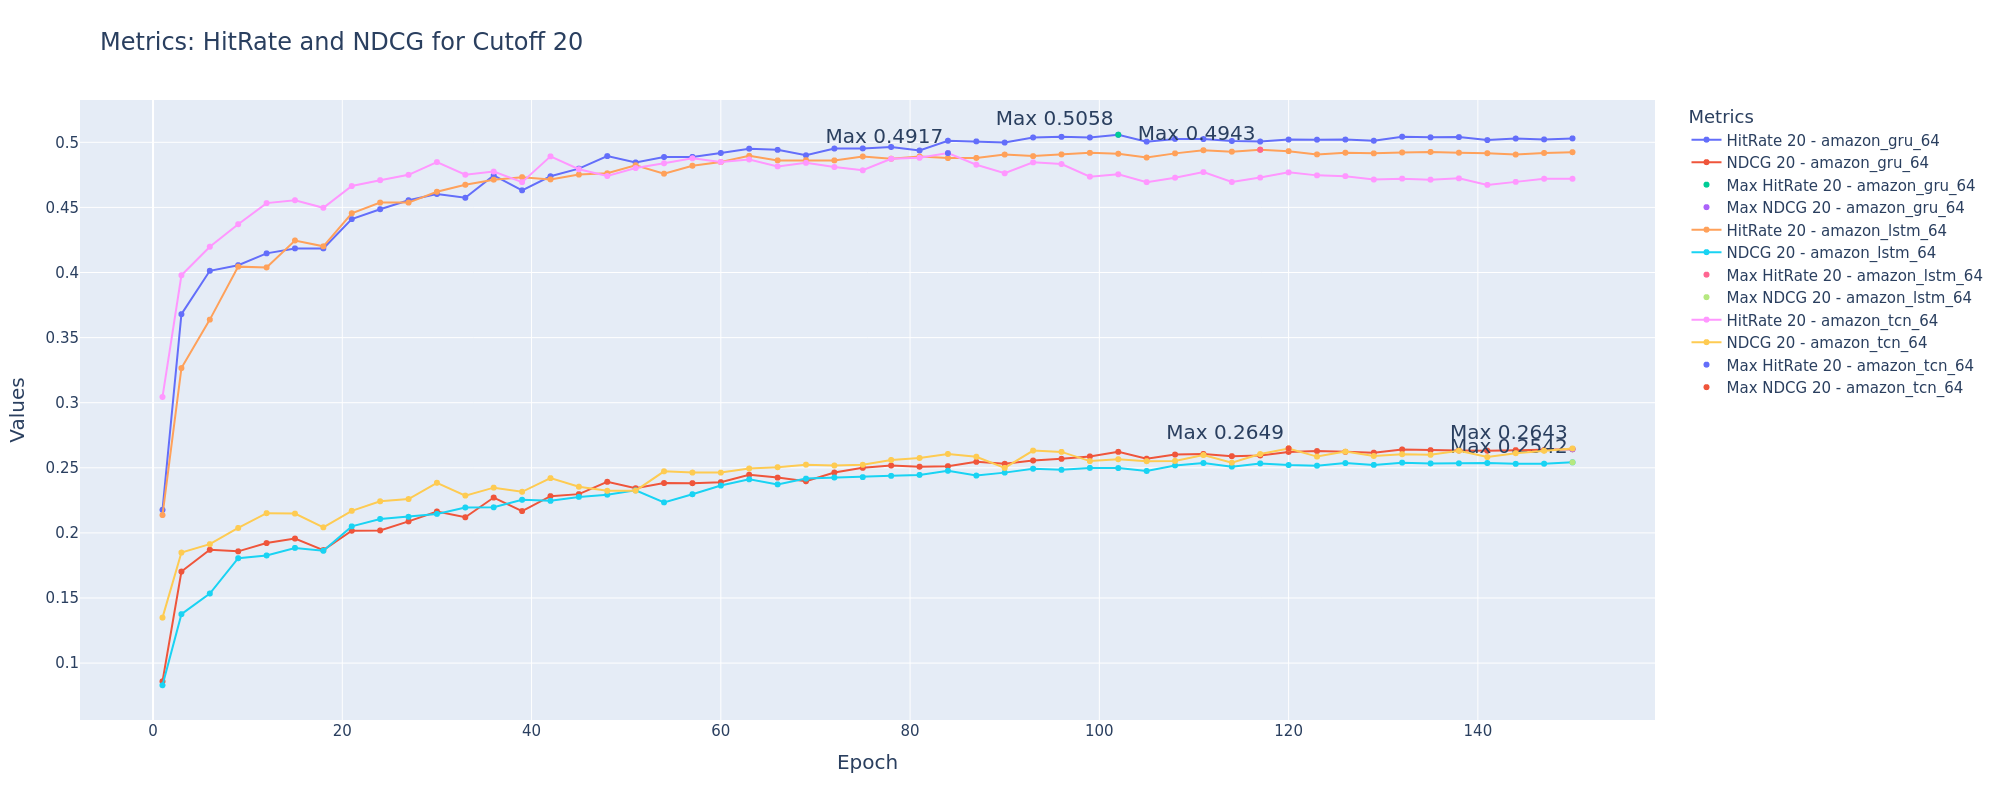 Metrics: HitRate and NDCG for Cutoff 20
Max 0.5058
Max 0.4917
Max 0.4943
Max 0.2649
Max 0.2643
Max 0.2542
0.5
0.45
0.4
0.35
0.3
0.25
0.2
0.15
0.1
Values
0 20 40 60 80 100 120 140
Epoch
Metrics
HitRate 20 - amazon_gru_64
NDCG 20 - amazon_gru_64
Max HitRate 20 - amazon_gru_64
Max NDCG 20 - amazon_gru_64
HitRate 20 - amazon_lstm_64
NDCG 20 - amazon_lstm_64
Max HitRate 20 - amazon_lstm_64
Max NDCG 20 - amazon_lstm_64
HitRate 20 - amazon_tcn_64
NDCG 20 - amazon_tcn_64
Max HitRate 20 - amazon_tcn_64
Max NDCG 20 - amazon_tcn_64